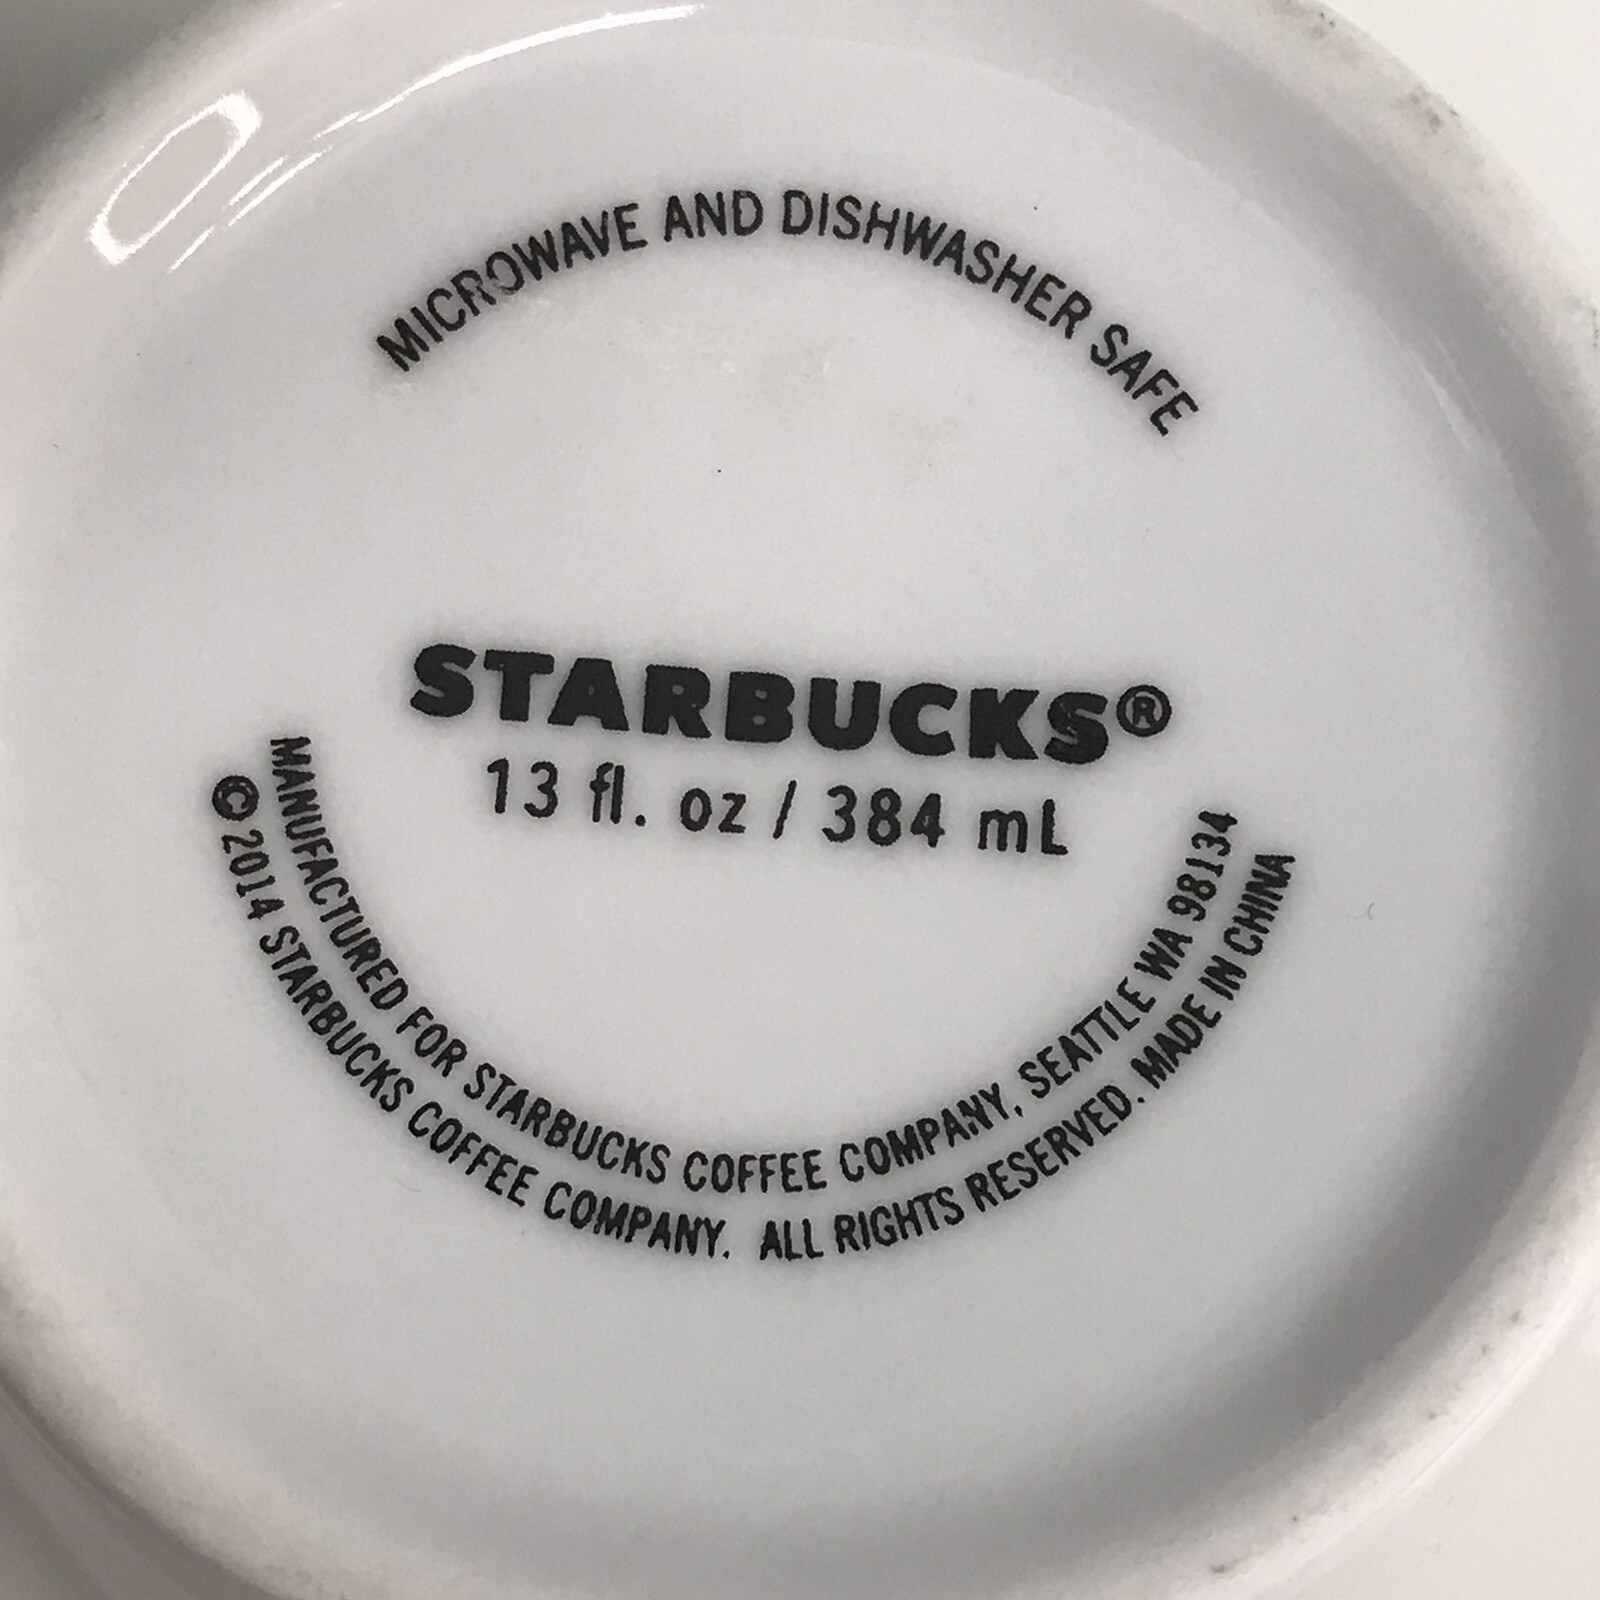 MICROWAVE AND DISHWASHER SAFE
STARBUCKS®
13 fl. oz / 384 mL
MANUFACTURED FOR STARBUCKS COFFEE COMPANY, SEATTLE WA 98134
© 2014 STARBUCKS COFFEE COMPANY. ALL RIGHTS RESERVED. MADE IN CHINA